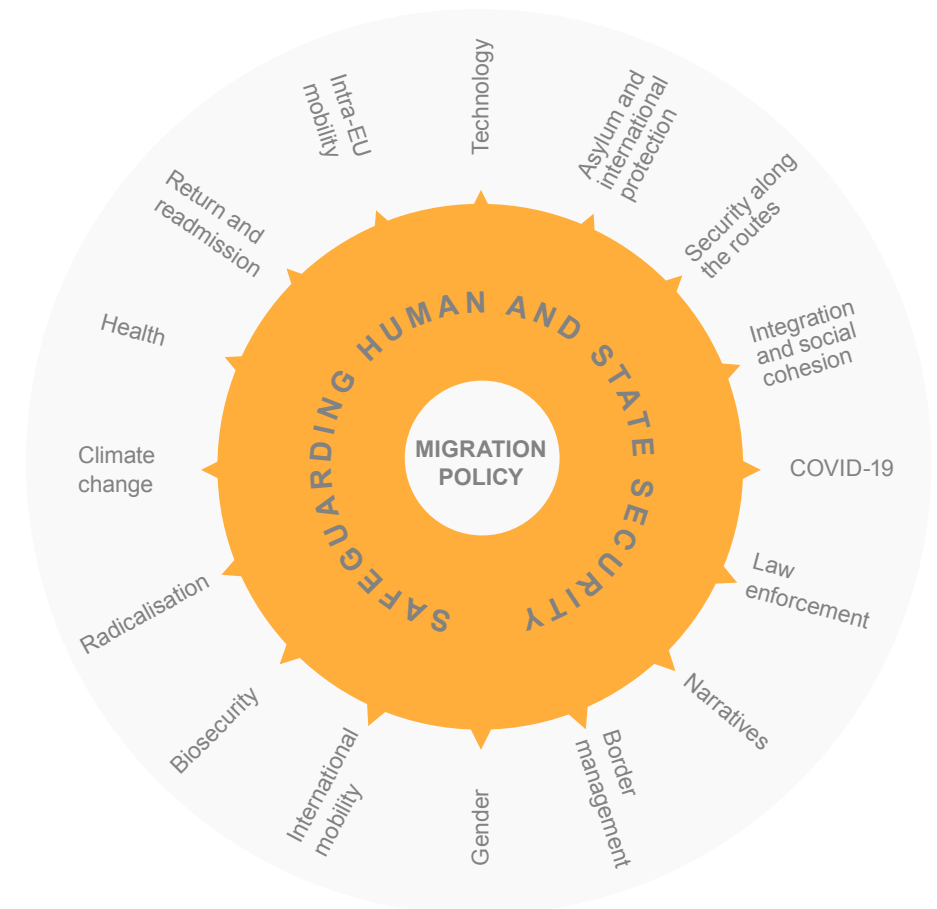 Technology
Asylum and
international
protection
Security along
the routes
Integration
and social
cohesion
COVID-19
Law
enforcement
Narratives
Border
management
Gender
International
mobility
Biosecurity
Radicalisation
Climate
change
Health
Return and
readmission
Intra-EU
mobility
SAFEGUARDING HUMAN AND STATE SECURITY
MIGRATION
POLICY